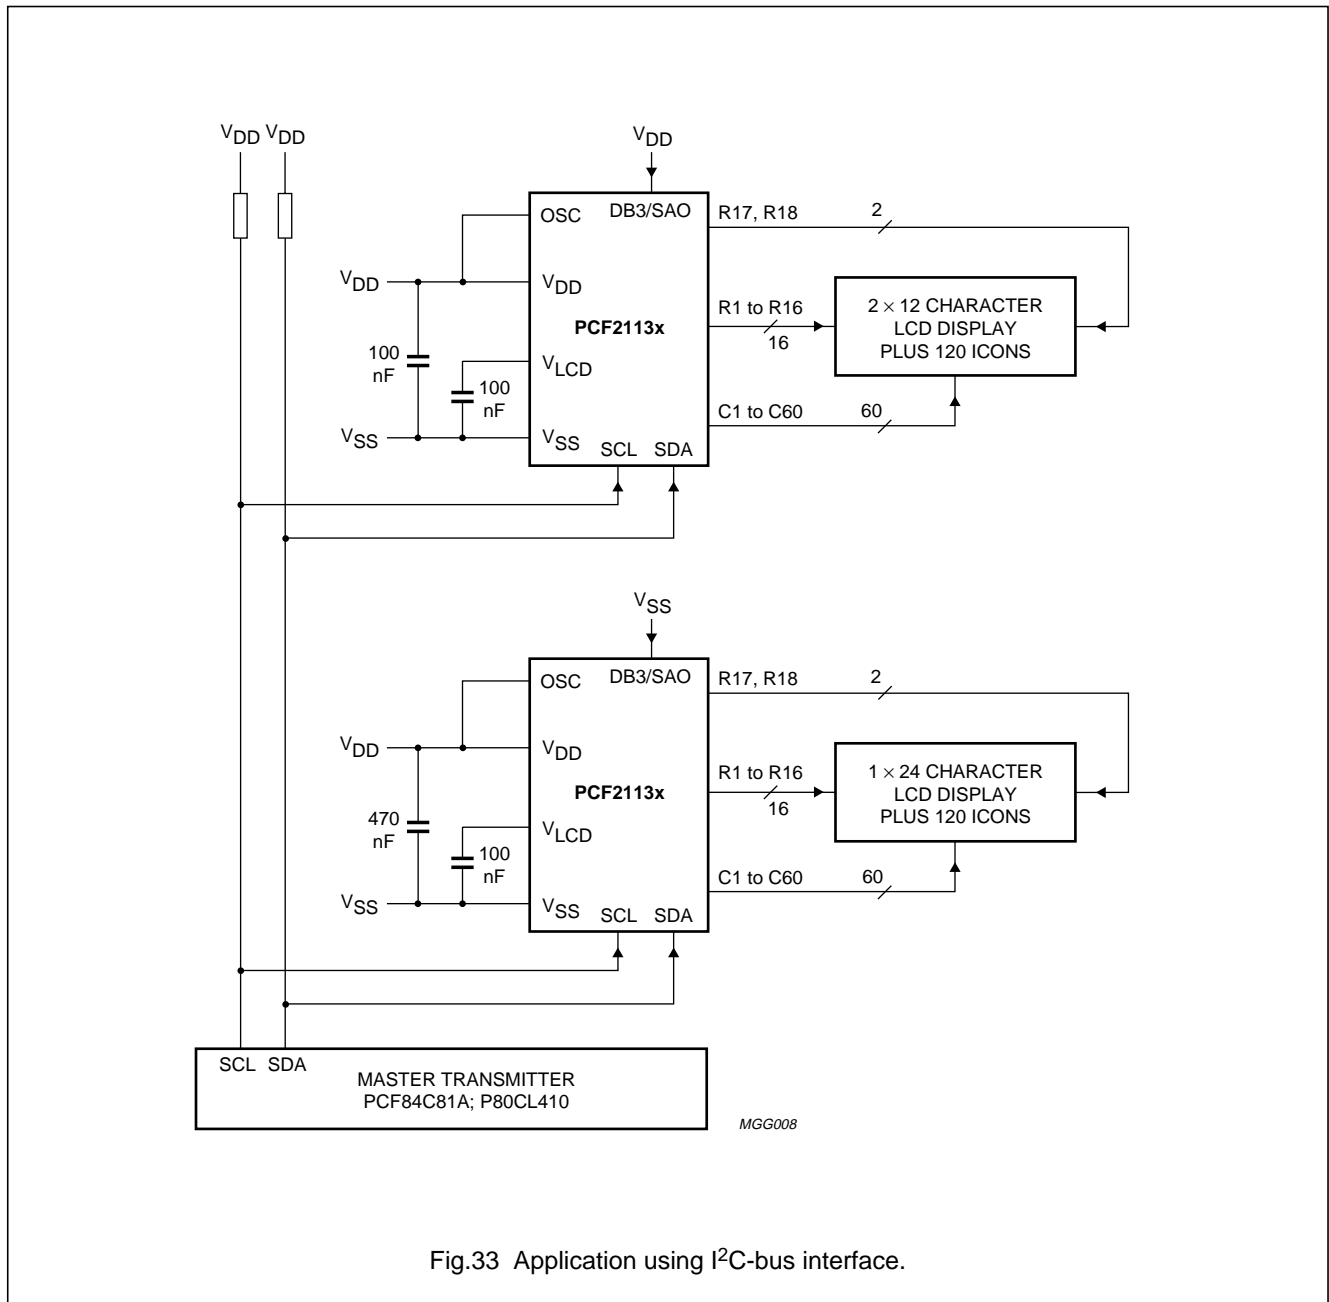 VDD VDD
VDD
OSC
DB3/SAO
R17, R18
2
VDD
VDD
PCF2113x
R1 to R16
16
2 × 12 CHARACTER
LCD DISPLAY
PLUS 120 ICONS
100
nF
VLCD
100
nF
C1 to C60
60
VSS
VSS
SCL
SDA
VSS
OSC
DB3/SAO
R17, R18
2
VDD
VDD
PCF2113x
R1 to R16
16
1 × 24 CHARACTER
LCD DISPLAY
PLUS 120 ICONS
470
nF
VLCD
100
nF
C1 to C60
60
VSS
VSS
SCL
SDA
SCL SDA
MASTER TRANSMITTER
PCF84C81A; P80CL410
MGG008
Fig.33 Application using I²C-bus interface.